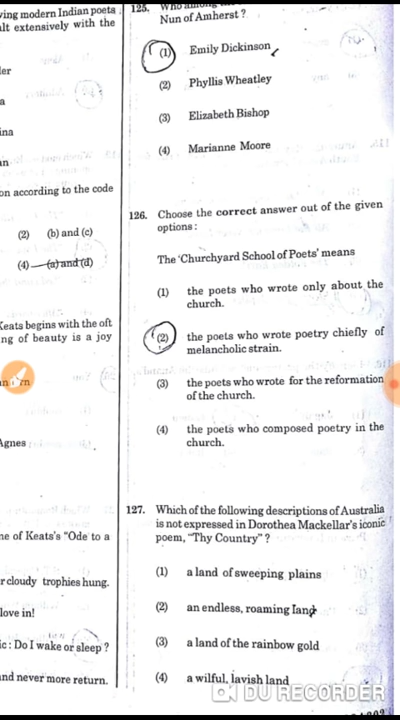 ving modern Indian poeta
alt extensively with the
ler
a
ina
an
on according to the code
(2) (b) and (c)
(4) (a) and (d)
Keats begins with the oft
ng of beauty is a joy
Agnes
ne of Keats's "Ode to a
r cloudy trophies hung.
love in!
ic : Do I wake or sleep ?
nd never more return.
125. Who among the
Nun of Amherst ?
(1) Emily Dickinson
(2) Phyllis Wheatley
(3) Elizabeth Bishop
(4) Marianne Moore
126. Choose the correct answer out of the given
options :
The 'Churchyard School of Poets' means
(1) the poets who wrote only about the
church.
(2) the poets who wrote poetry chiefly of
melancholic strain.
(3) the poets who wrote for the reformation
of the church.
(4) the poets who composed poetry in the
church.
127. Which of the following descriptions of Australia
is not expressed in Dorothea Mackellar's iconic
poem, "Thy Country" ?
(1) a land of sweeping plains
(2) an endless, roaming land
(3) a land of the rainbow gold
(4) a wilful, lavish land
DU RECORDER